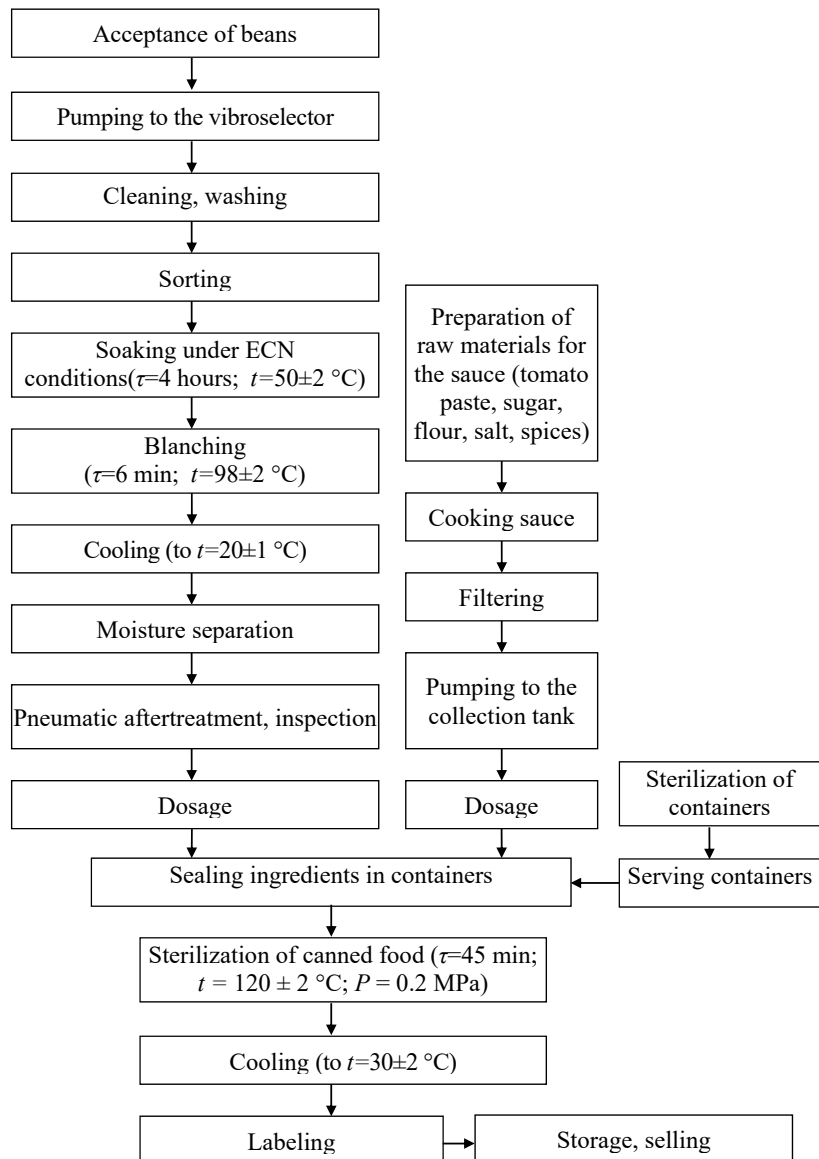 Acceptance of beans
Pumping to the vibroselector
Cleaning, washing
Sorting
Soaking under ECN
conditions(τ=4 hours; t=50±2 °C)
Blanching
(τ=6 min; t=98±2 °C)
Cooling (to t=20±1 °C)
Moisture separation
Pneumatic aftertreatment, inspection
Dosage
Preparation of
raw materials for
the sauce (tomato
paste, sugar,
flour, salt, spices)
Cooking sauce
Filtering
Pumping to the
collection tank
Dosage
Sterilization of
containers
Serving containers
Sealing ingredients in containers
Sterilization of canned food (τ=45 min;
t = 120 ± 2 °C; P = 0.2 MPa)
Cooling (to t=30±2 °C)
Labeling
Storage, selling